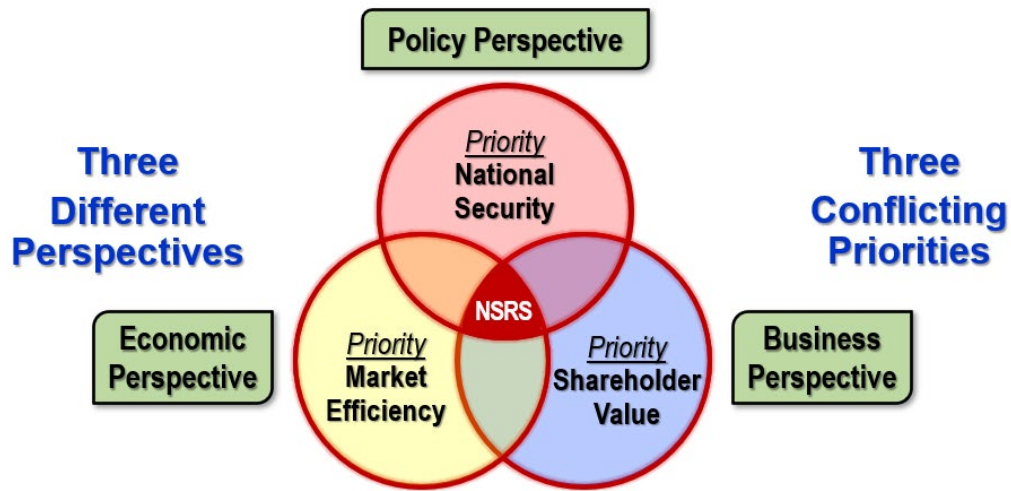 Policy Perspective
Priority
National
Security
Three
Different
Perspectives
Three
Conflicting
Priorities
NSRS
Economic
Perspective
Priority
Market
Efficiency
Priority
Shareholder
Value
Business
Perspective